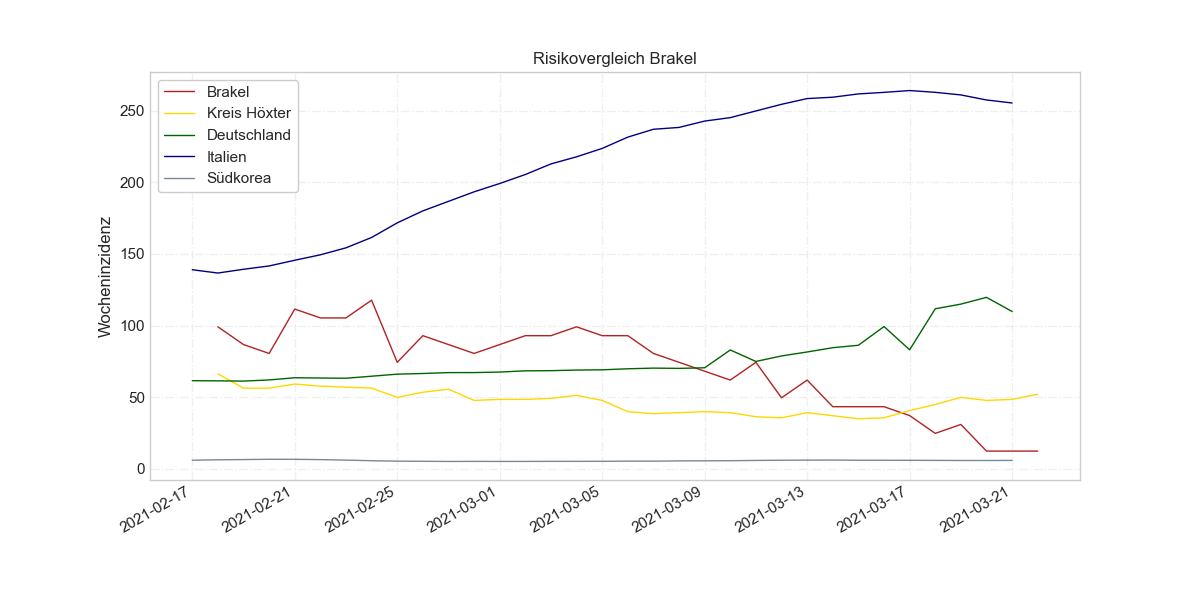 Risikovergleich Brakel
Brakel
Kreis Höxter
Deutschland
Italien
Südkorea
Wocheninzidenz
250
200
150
100
50
0
2021-02-17
2021-02-21
2021-02-25
2021-03-01
2021-03-05
2021-03-09
2021-03-13
2021-03-17
2021-03-21